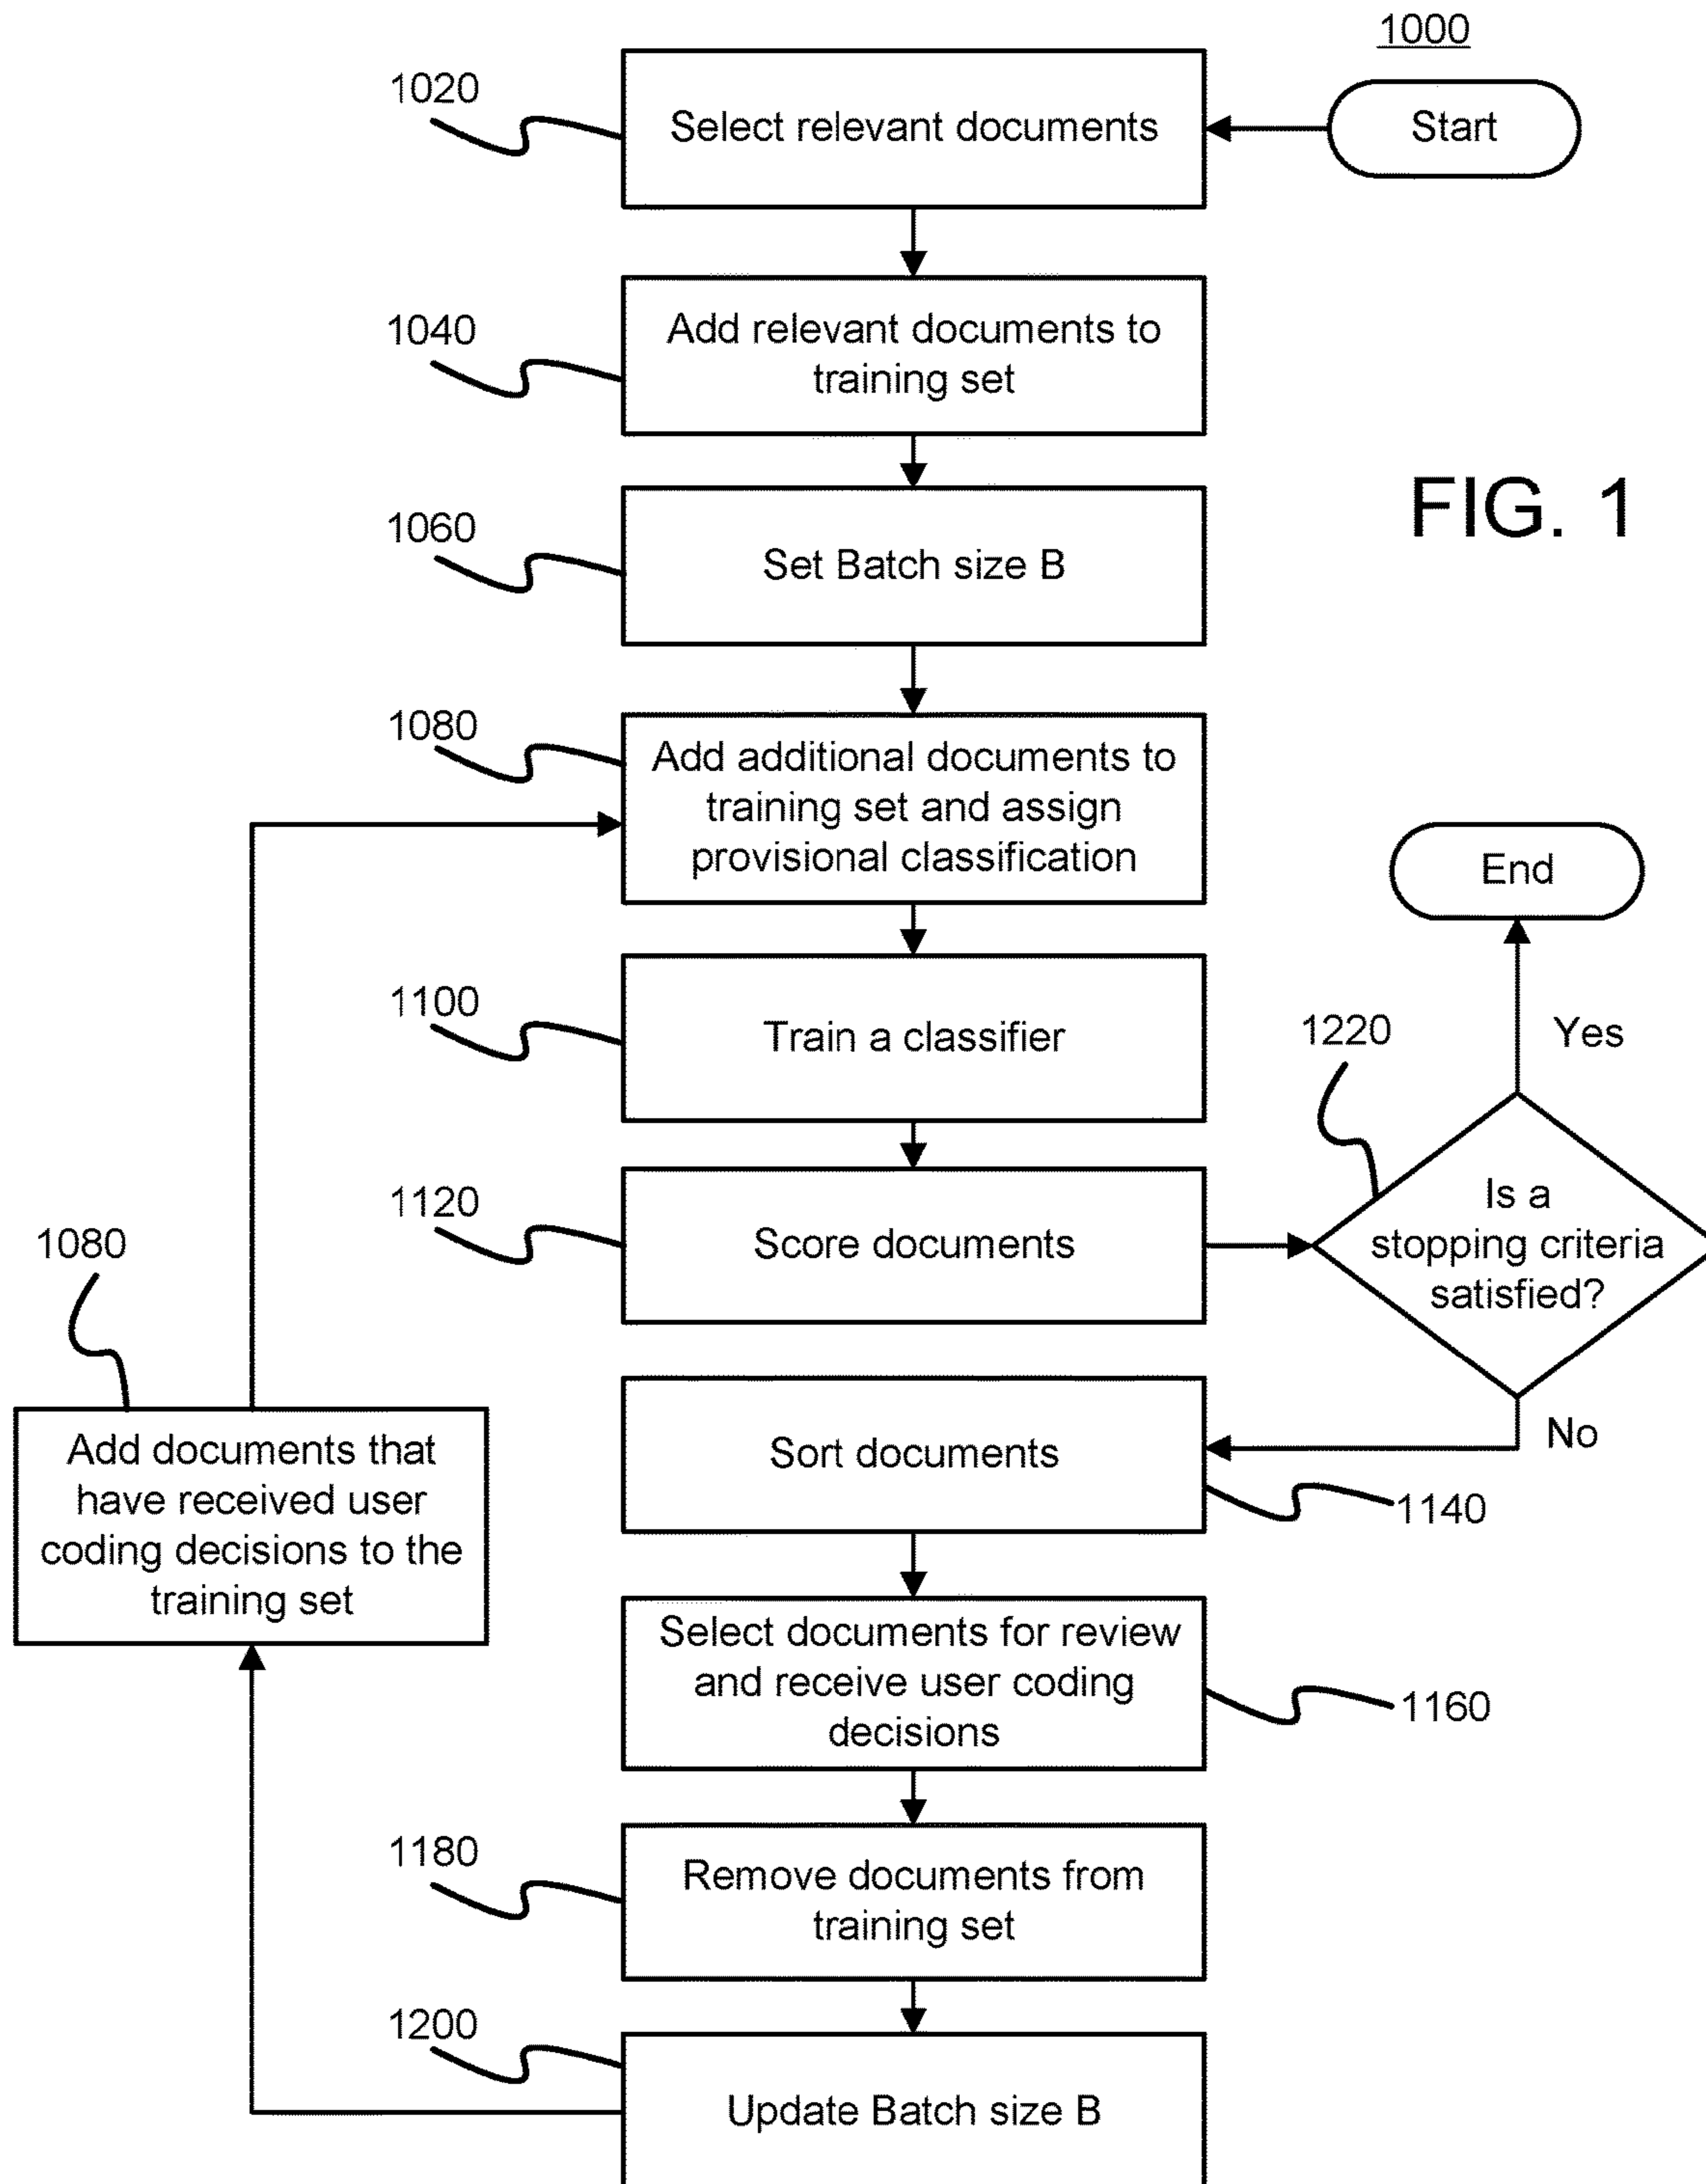 1000
1020
Select relevant documents
Start
1040
Add relevant documents to
training set
FIG. 1
1060
Set Batch size B
1080
Add additional documents to
training set and assign
provisional classification
End
1100
Train a classifier
1220
Yes
1120
Score documents
Is a
stopping criteria
satisfied?
No
Sort documents
1140
1080
Add documents that
have received user
coding decisions to the
training set
Select documents for review
and receive user coding
decisions
1160
1180
Remove documents from
training set
1200
Update Batch size B